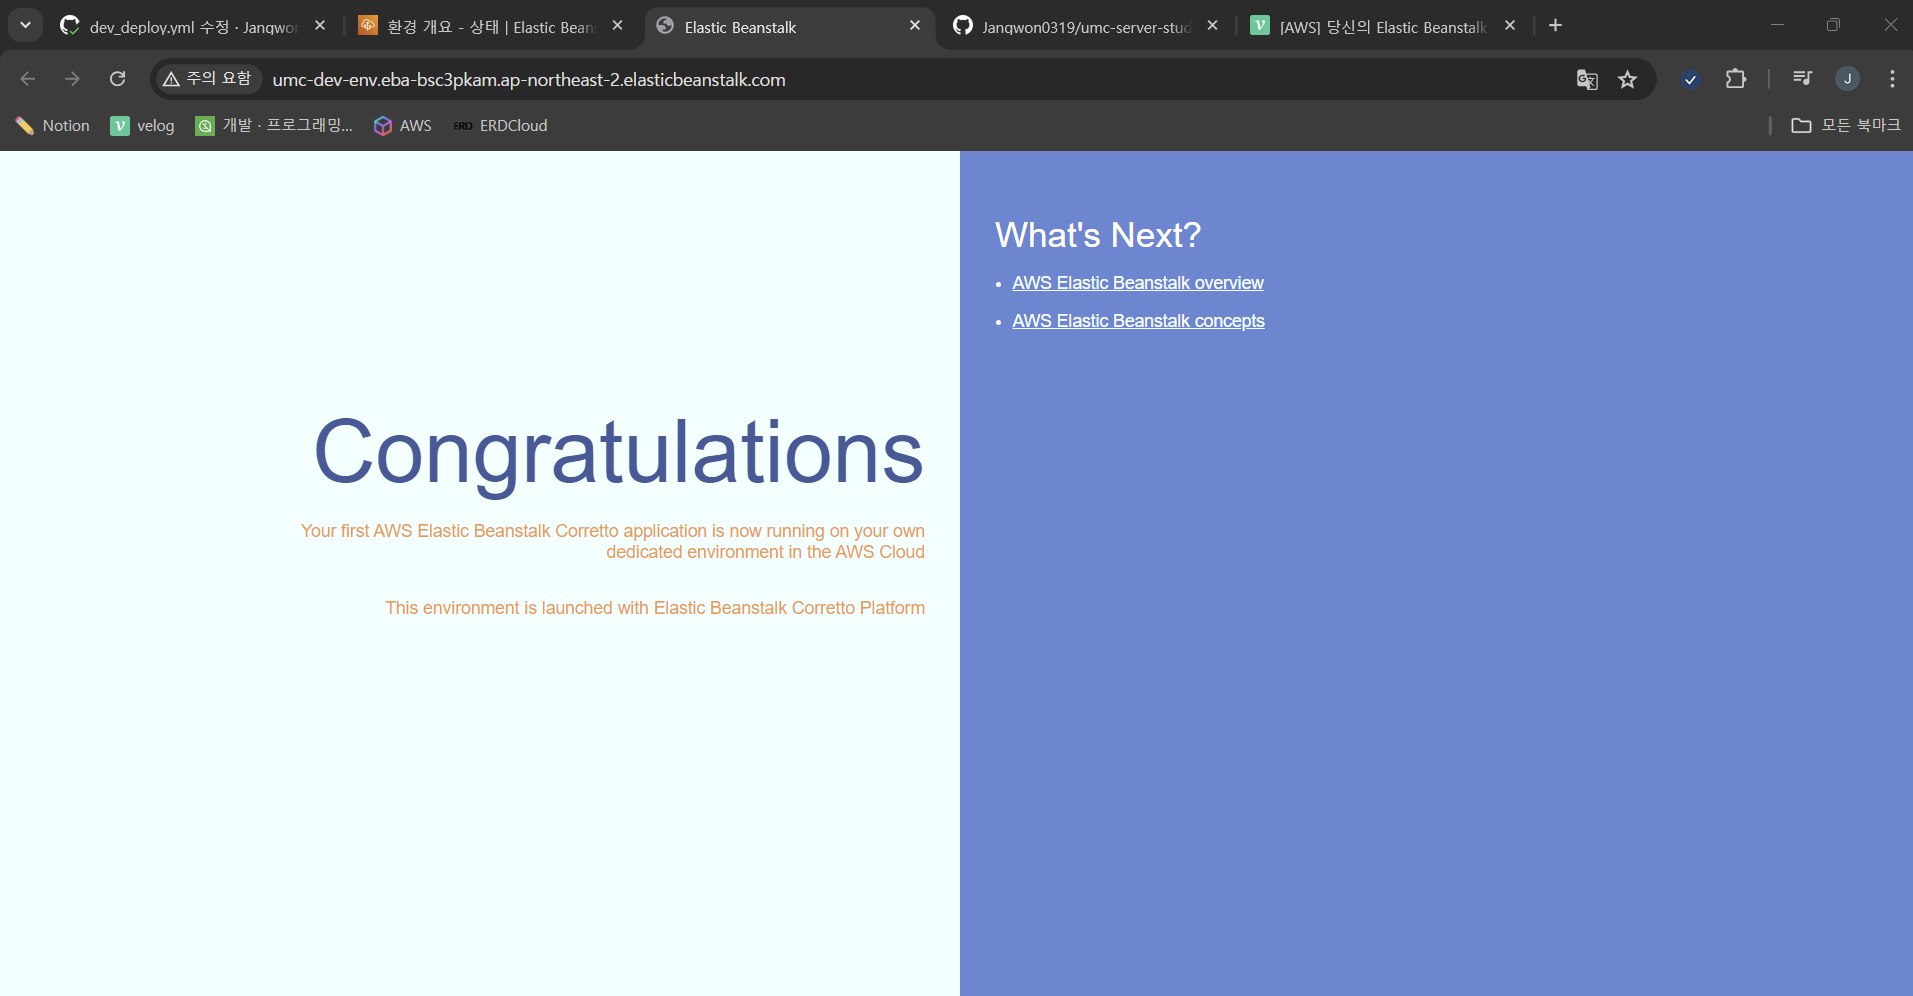 dev_deploy.yml 수정 · Jangwon
환경 개요 - 상태 | Elastic Bean
Elastic Beanstalk
Jangwon0319/umc-server-stud
[AWS] 당신의 Elastic Beanstalk
주의 요함
umc-dev-env.eba-bsc3pkam.ap-northeast-2.elasticbeanstalk.com
J
Notion
velog
개발 · 프로그래밍...
AWS
ERD
ERDCloud
모든 북마크
Congratulations
Your first AWS Elastic Beanstalk Corretto application is now running on your own
dedicated environment in the AWS Cloud
This environment is launched with Elastic Beanstalk Corretto Platform
What's Next?
AWS Elastic Beanstalk overview
AWS Elastic Beanstalk concepts